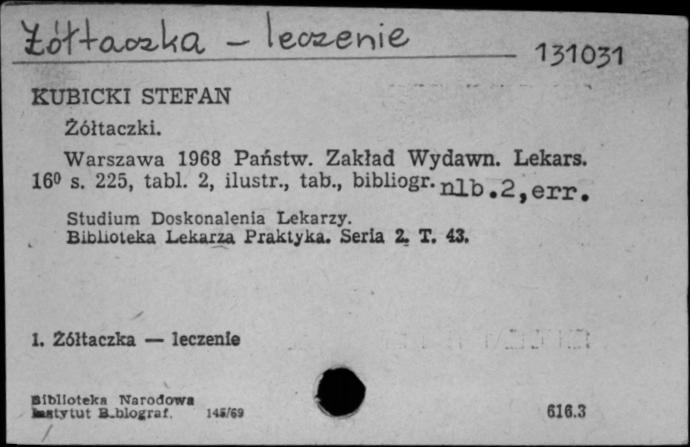 Żółtaczka – leczenie
131031
KUBICKI STEFAN
Żółtaczki.
Warszawa 1968 Państw. Zakład Wydawn. Lekars.
16⁰ s. 225, tabl. 2, ilustr., tab., bibliogr. nlb.2, err.
Studium Doskonalenia Lekarzy.
Biblioteka Lekarza Praktyka. Seria 2. T. 43.
1. Żółtaczka — leczenie
Biblioteka Narodowa
Instytut Bibliograf. 145/69
616.3